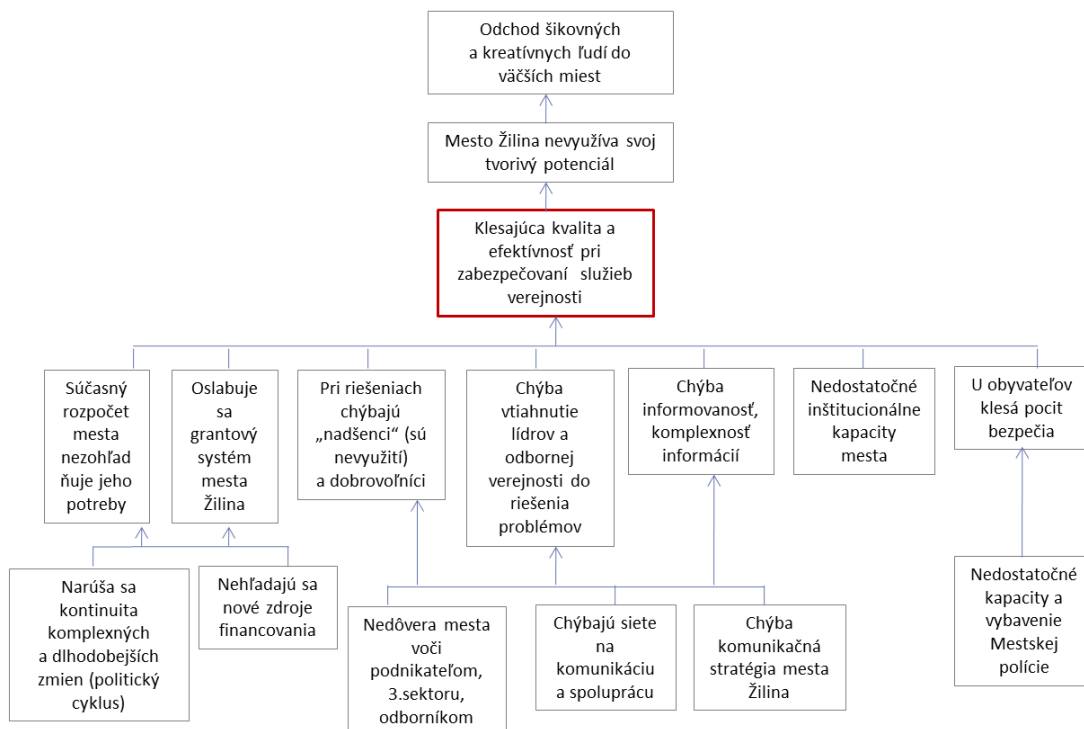 Odchod šikovných
a kreatívnych ľudí do
väčších miest
Mesto Žilina nevyužíva svoj
tvorivý potenciál
Klesajúca kvalita a
efektívnosť pri
zabezpečovaní služieb
verejnosti
Súčasný
rozpočet
mesta
nezohľad
ňuje jeho
potreby
Oslabuje
sa
grantový
systém
mesta
Žilina
Pri riešeniach
chýbajú
„nadšenci“ (sú
nevyužití)
a dobrovoľníci
Chýba
vtiahnutie
lídrov a
odbornej
verejnosti do
riešenia
problémov
Chýba
informovanosť,
komplexnosť
informácií
Nedostatočné
inštitucionálne
kapacity
mesta
U obyvateľov
klesá pocit
bezpečia
Narúša sa
kontinuita
komplexných
a dlhodobejších
zmien (politický
cyklus)
Nehľadajú sa
nové zdroje
financovania
Nedôvera mesta
voči
podnikateľom,
3.sektoru,
odborníkom
Chýbajú siete
na
komunikáciu
a spoluprácu
Chýba
komunikačná
stratégia mesta
Žilina
Nedostatočné
kapacity a
vybavenie
Mestskej
polície